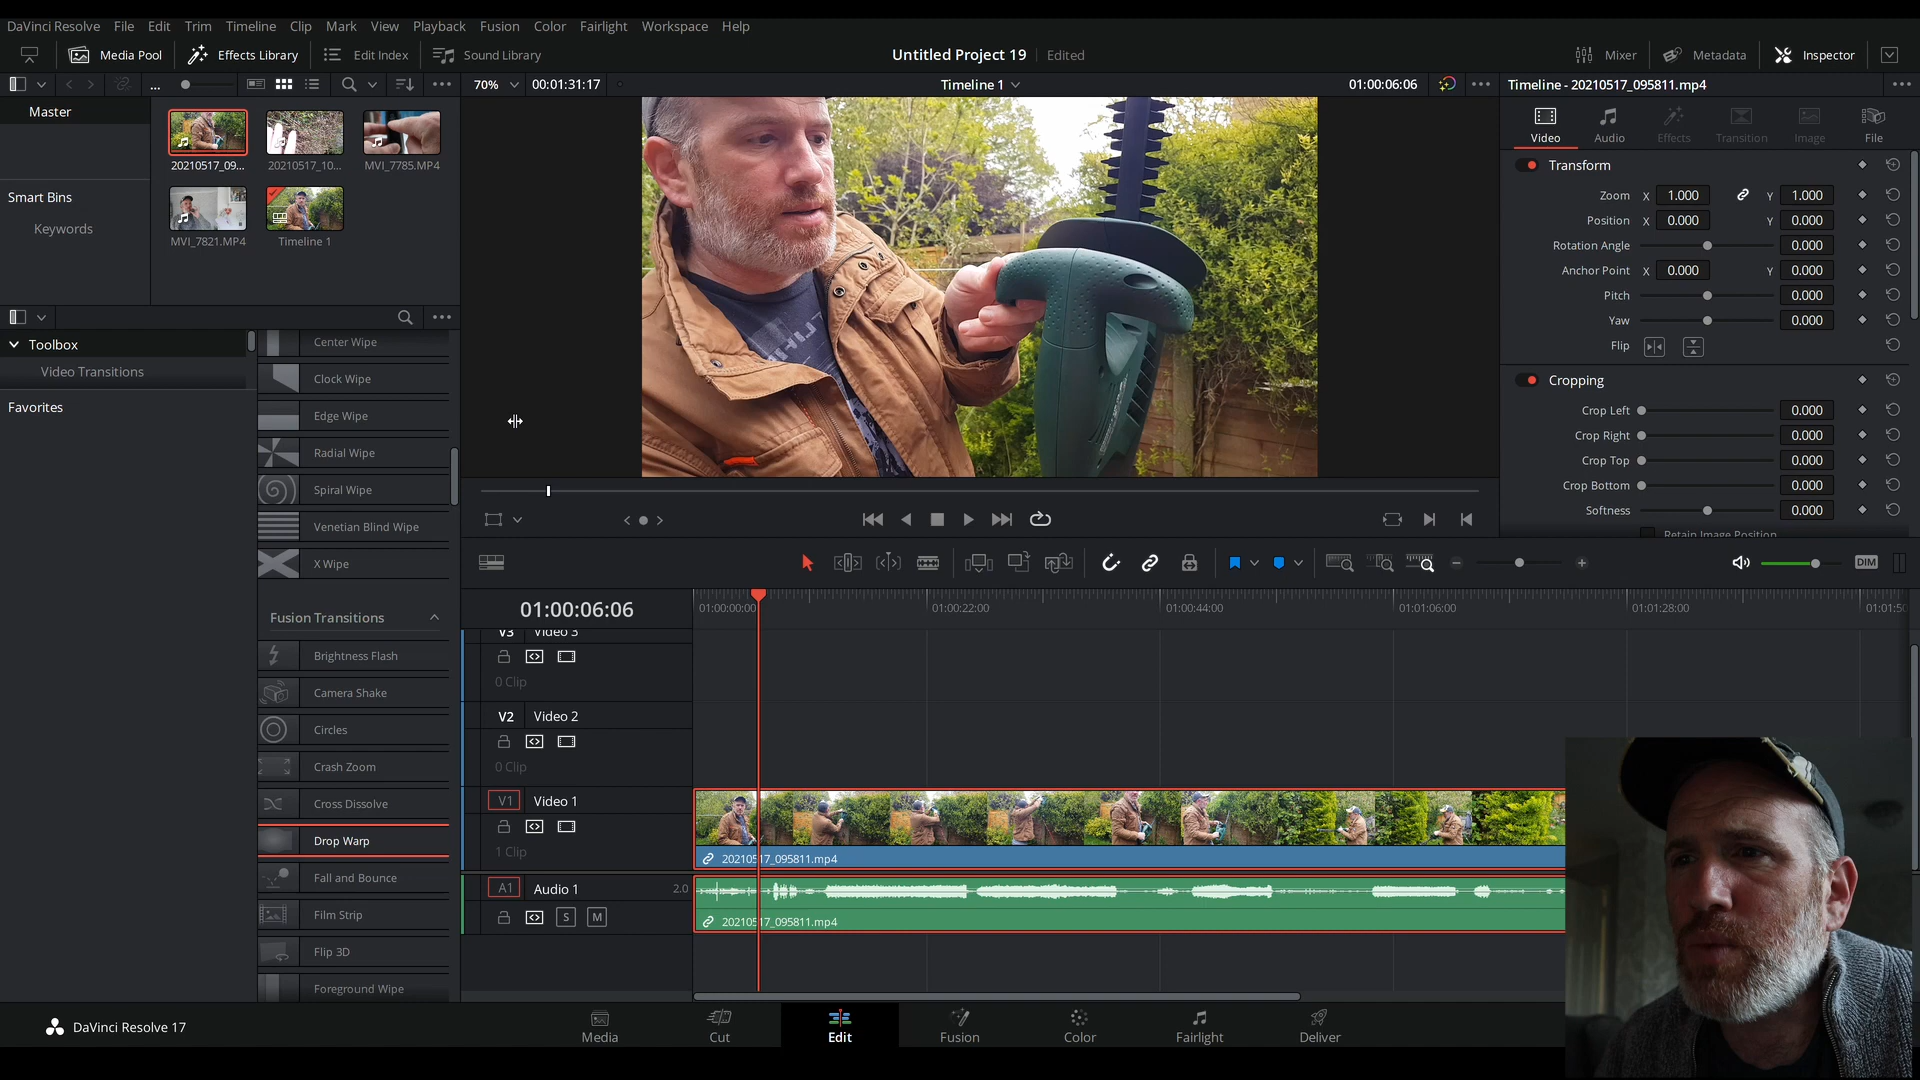 DaVinci Resolve File Edit Trim Timeline Clip Mark View Playback Fusion Color Fairlight Workspace Help
Media Pool Effects Library Edit Index Sound Library Untitled Project 19 Edited Mixer Metadata Inspector
... 70% 00:01:31:17 Timeline 1 01:00:06:06 Timeline - 20210517_095811.mp4
Master
20210517_09... 20210517_10... MVI_7785.MP4
Smart Bins
Keywords
MVI_7821.MP4 Timeline 1
Video Audio Effects Transition Image File
Transform
Zoom X 1.000 Y 1.000
Position X 0.000 Y 0.000
Rotation Angle 0.000
Anchor Point X 0.000 Y 0.000
Pitch 0.000
Yaw 0.000
Flip
Cropping
Crop Left 0.000
Crop Right 0.000
Crop Top 0.000
Crop Bottom 0.000
Softness 0.000
Retain Image Position
Toolbox
Video Transitions
Favorites
Center Wipe
Clock Wipe
Edge Wipe
Radial Wipe
Spiral Wipe
Venetian Blind Wipe
X Wipe
Fusion Transitions
Brightness Flash
Camera Shake
Circles
Crash Zoom
Cross Dissolve
Drop Warp
Fall and Bounce
Film Strip
Flip 3D
Foreground Wipe
DIM
01:00:06:06 01:00:00:00 01:00:22:00 01:00:44:00 01:01:06:00 01:01:28:00 01:01:50
V3 Video 3
0 Clip
V2 Video 2
0 Clip
V1 Video 1
1 Clip
20210517_095811.mp4
A1 Audio 1 2.0
S M
20210517_095811.mp4
DaVinci Resolve 17
Media Cut Edit Fusion Color Fairlight Deliver